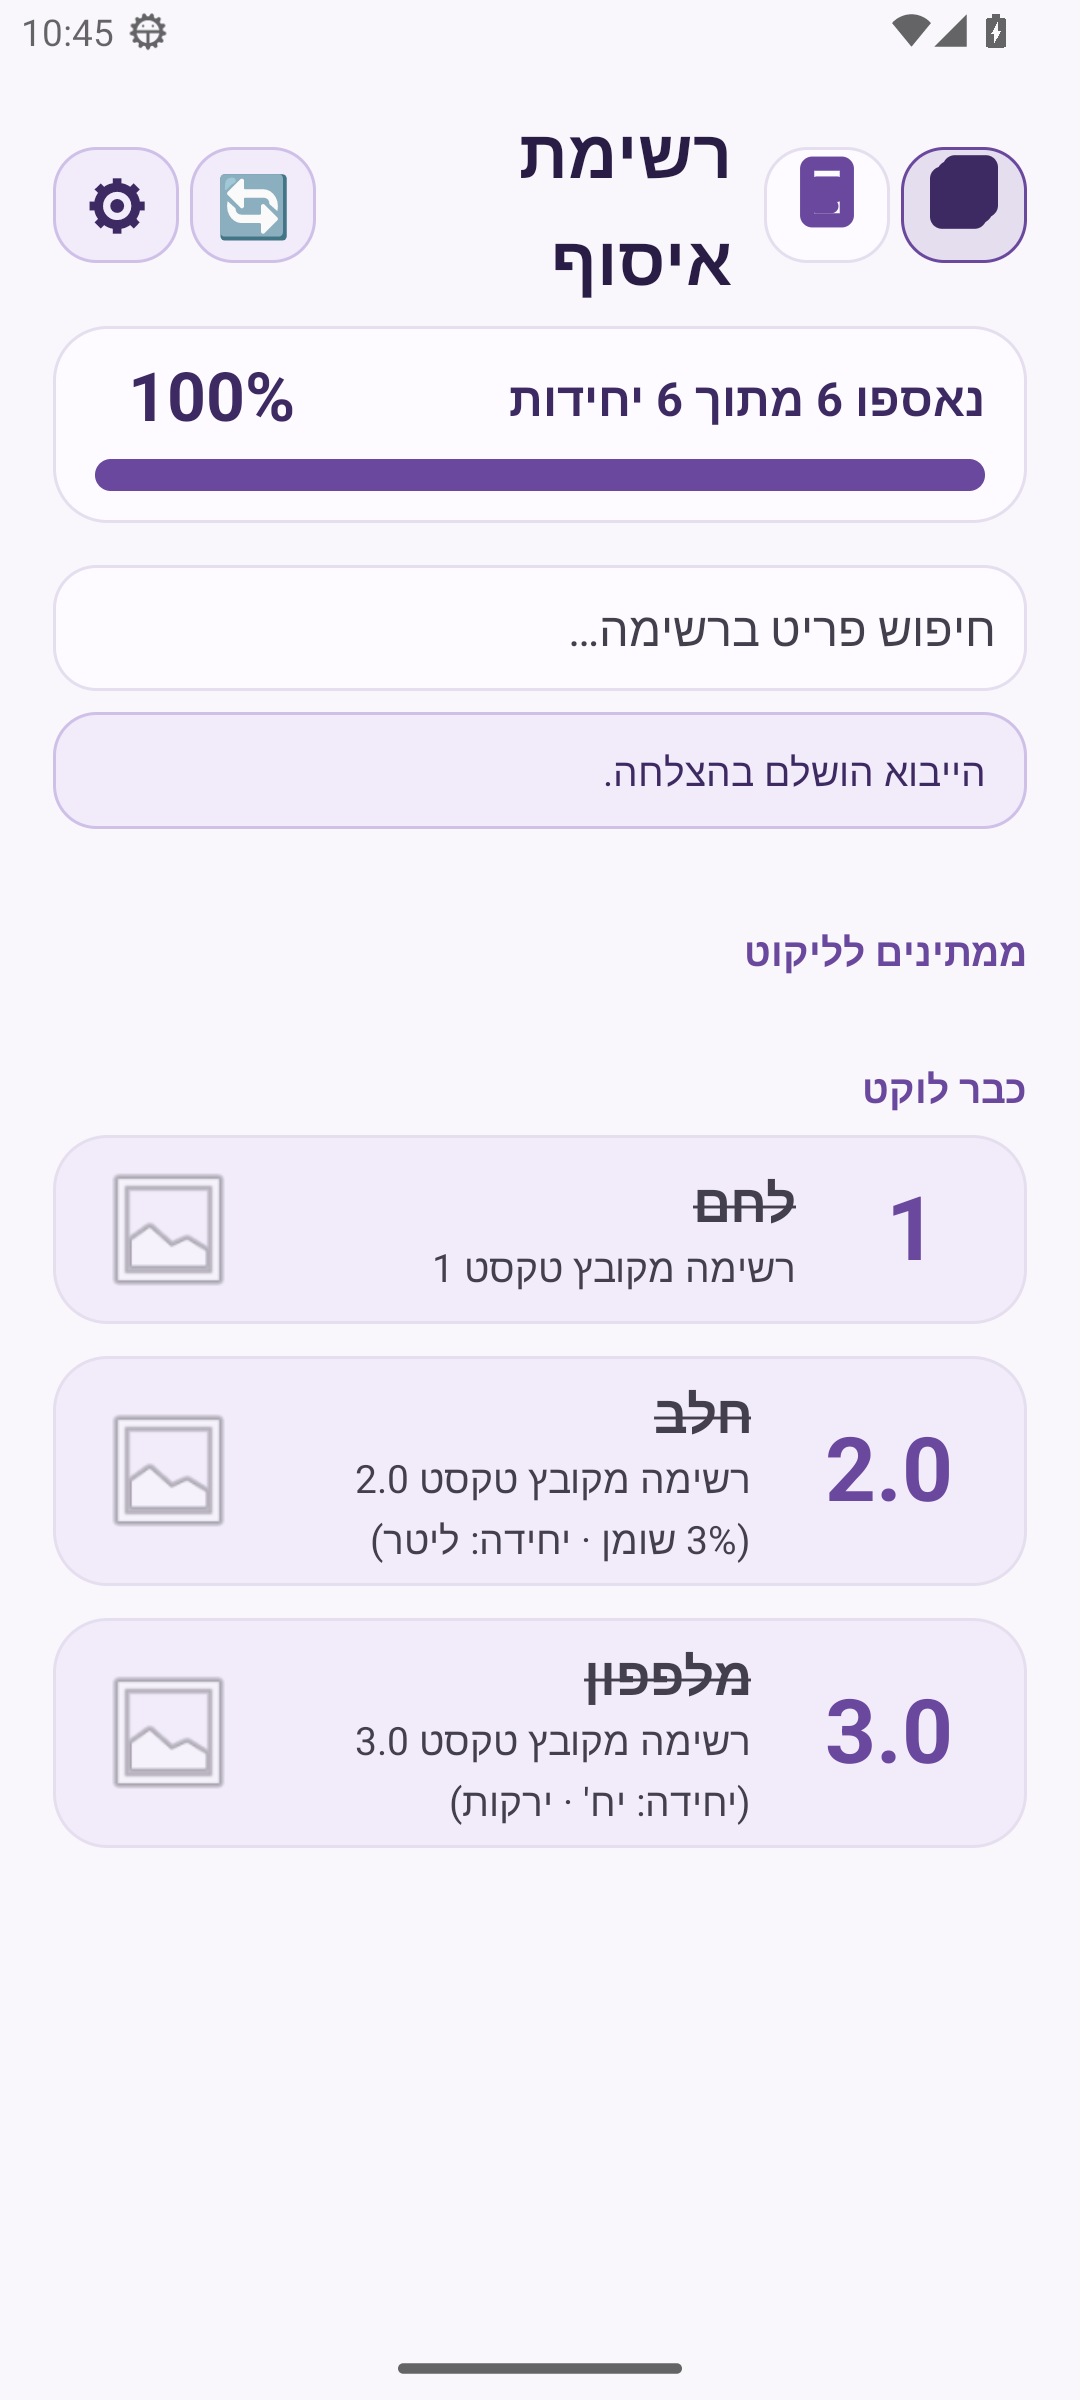 10:45
רשימת
איסוף
נאספו 6 מתוך 6 יחידות
100%
חיפוש פריט ברשימה...
הייבוא הושלם בהצלחה.
ממתינים לליקוט
כבר לוקט
1
לחם
רשימה מקובץ טקסט 1
2.0
חלב
רשימה מקובץ טקסט 2.0
(3% שומן · יחידה: ליטר)
3.0
מלפפון
רשימה מקובץ טקסט 3.0
(יחידה: יח' · ירקות)